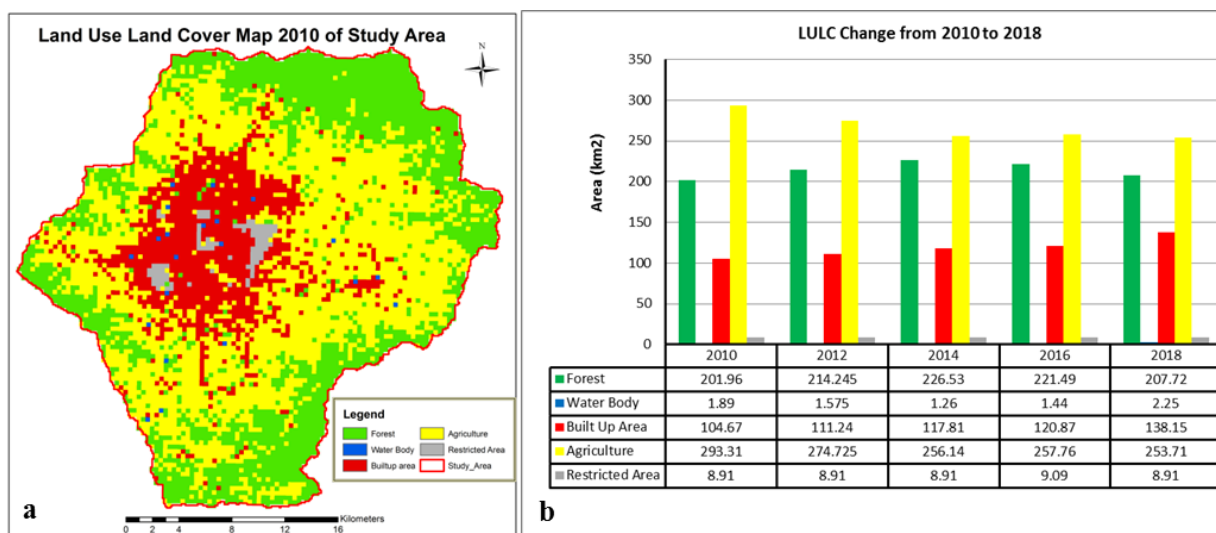 Land Use Land Cover Map 2010 of Study Area
N
Legend
Forest Agriculture
Water Body Restricted Area
Builtup area Study_Area
Kilometers
0 2 4 8 12 16
a
LULC Change from 2010 to 2018
Area (km2)
350
300
250
200
150
100
50
0
2010 2012 2014 2016 2018
Forest 201.96 214.245 226.53 221.49 207.72
Water Body 1.89 1.575 1.26 1.44 2.25
Built Up Area 104.67 111.24 117.81 120.87 138.15
Agriculture 293.31 274.725 256.14 257.76 253.71
Restricted Area 8.91 8.91 8.91 9.09 8.91
b